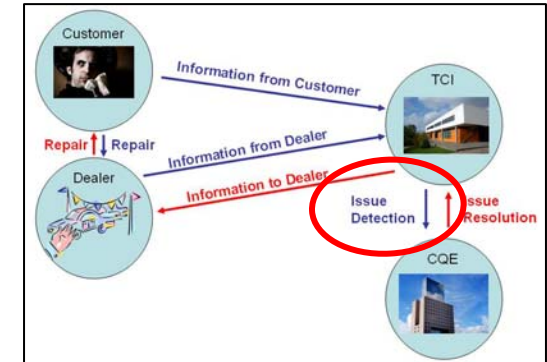 Customer
Information from Customer
TCI
Repair
Repair
Information from Dealer
Dealer
Information to Dealer
Issue
Detection
Issue
Resolution
CQE